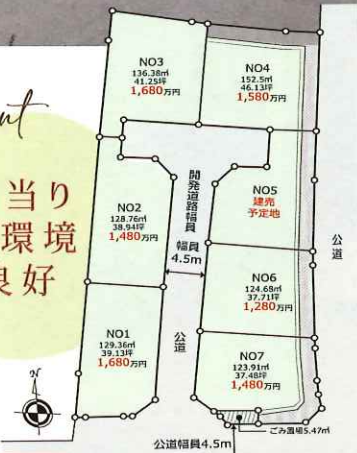 nt
当り
環境
良好
NO3
136.38㎡
41.25坪
1,680万円
NO4
152.5㎡
46.13坪
1,580万円
NO2
128.76㎡
38.94坪
1,480万円
開発道路幅員
幅員
4.5m
NO5
建売
予定地
公道
NO6
124.68㎡
37.71坪
1,280万円
NO1
129.36㎡
39.13坪
1,680万円
公道
NO7
123.91㎡
37.48坪
1,480万円
N
ごみ置場5.47㎡
公道幅員4.5m